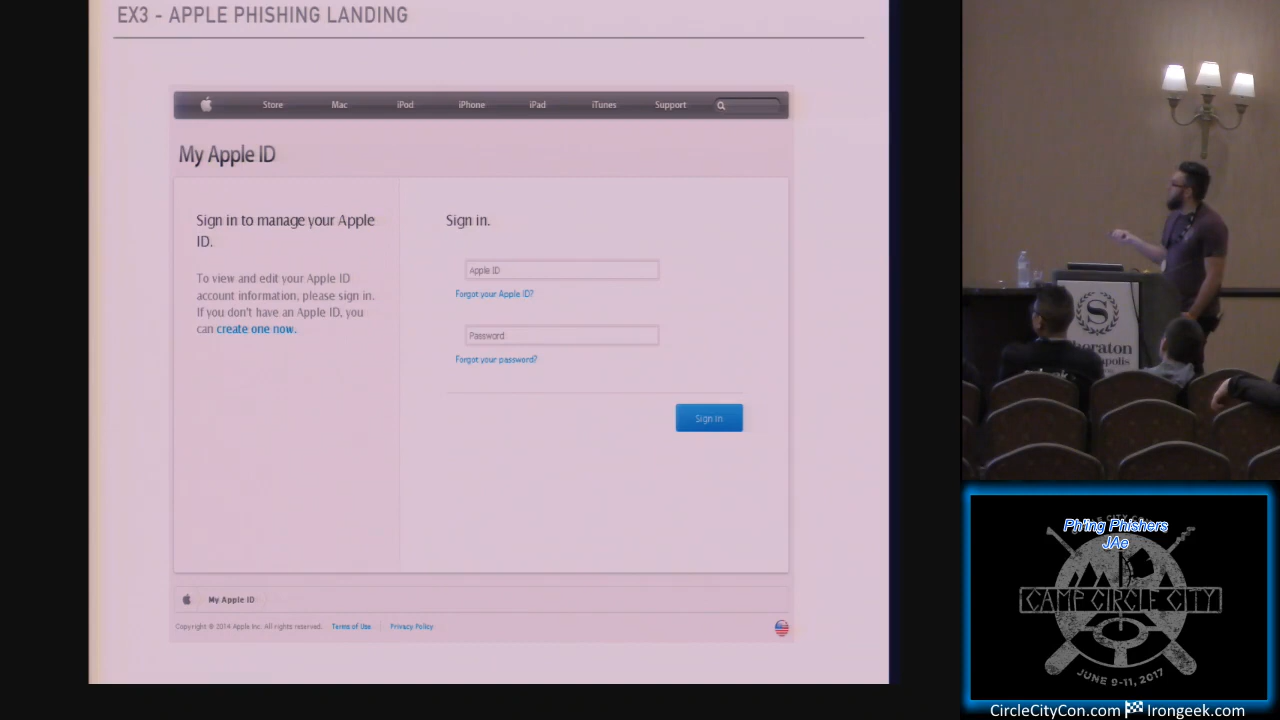 EX3 - APPLE PHISHING LANDING
Store Mac iPod iPhone iPad iTunes Support
My Apple ID
Sign in to manage your Apple
ID.
To view and edit your Apple ID
account information, please sign in.
If you don't have an Apple ID, you
can create one now.
Sign in.
Apple ID
Forgot your Apple ID?
Password
Forgot your password?
Sign In
My Apple ID
Copyright © 2014 Apple Inc. All rights reserved. Terms of Use Privacy Policy
S
Sheraton
Ph'ing Phishers
JAe
CAMP CIRCLE CITY
JUNE 9-11, 2017
CircleCityCon.com Irongeek.com